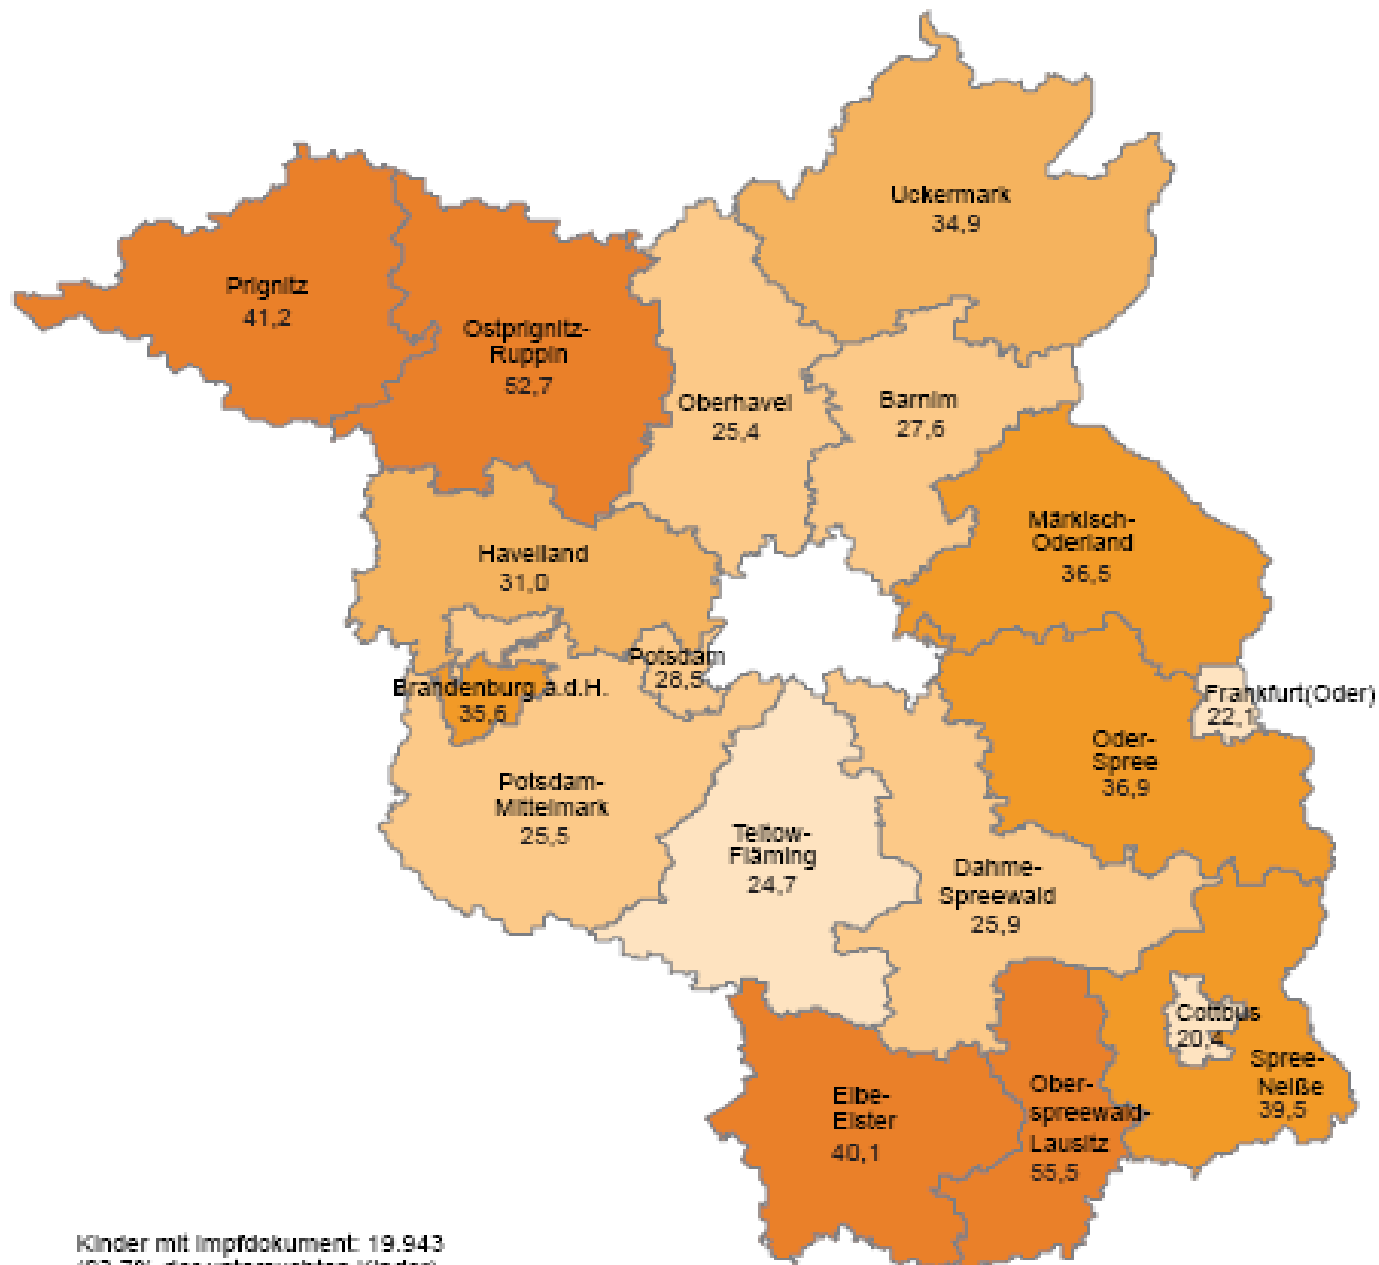 Uckermark
34,9
Prignitz
41,2
Ostprignitz-
Ruppin
52,7
Oberhavel
25,4
Barnim
27,6
Märkisch-
Oderland
36,5
Havelland
31,0
Potsdam
28,5
Brandenburg a.d.H.
35,6
Frankfurt(Oder)
22,1
Oder-
Spree
36,9
Potsdam-
Mittelmark
25,5
Teltow-
Fläming
24,7
Dahme-
Spreewald
25,9
Cottbus
20,4
Spree-
Neiße
39,5
Elbe-
Elster
40,1
Ober-
spreewald-
Lausitz
55,5
Kinder mit Impfdokument: 19.943
der untersuchten Kinder)